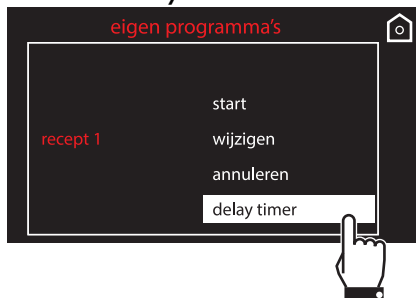 eigen programma's
start
recept 1
wijzigen
annuleren
delay timer